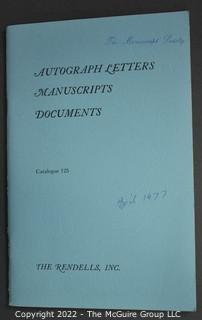 The Manuscript Society
AUTOGRAPH LETTERS
MANUSCRIPTS
DOCUMENTS
Catalogue 125
April 1977
THE RENDELLS, INC.
Copyright © 2022 - The McGuire Group LLC